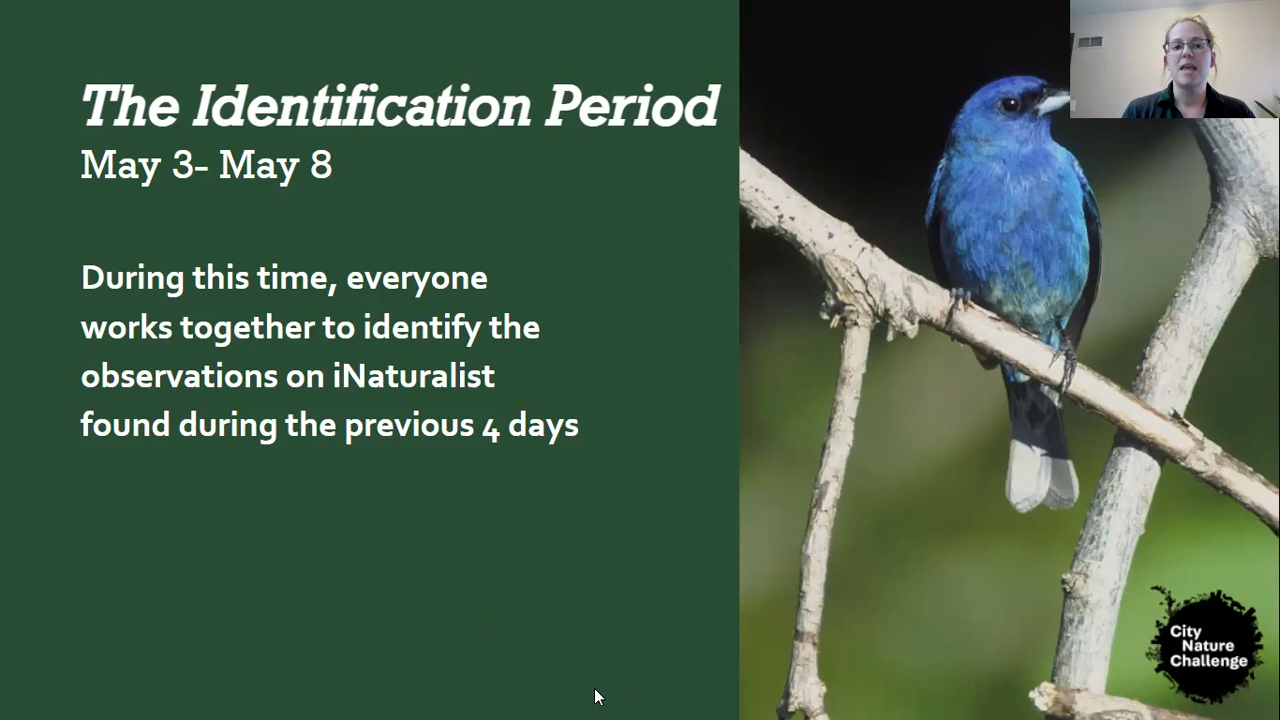 The Identification Period
May 3- May 8
During this time, everyone
works together to identify the
observations on iNaturalist
found during the previous 4 days
City
Nature
Challenge